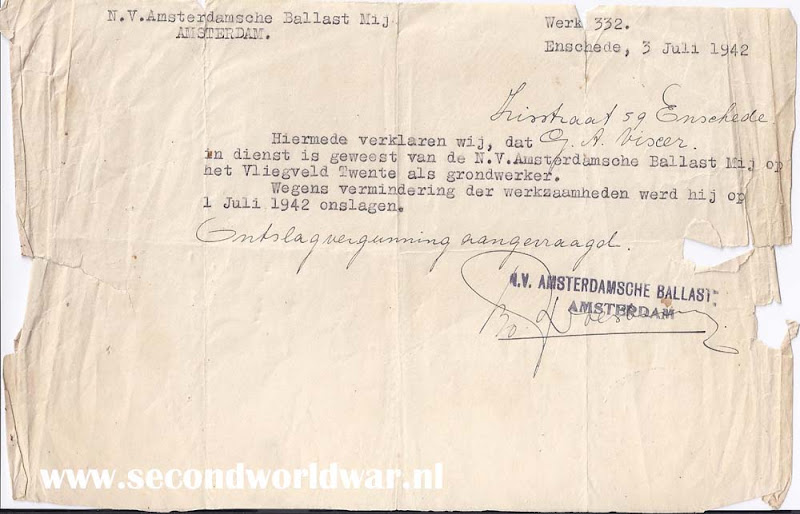 N.V.Amsterdamsche Ballast Mij
AMSTERDAM.
Werk 332.
Enschede, 3 Juli 1942
Irisstraat 59 Enschede.
Hiermede verklaren wij, dat G. A. Visser.
in dienst is geweest van de N.V.Amsterdamsche Ballast Mij op
het Vliegveld Twente als grondwerker.
Wegens vermindering der werkzaamheden werd hij op
1 Juli 1942 onslagen.
Ontslagvergunning aangevraagd.
N.V. AMSTERDAMSCHE BALLAST
AMSTERDAM
www.secondworldwar.nl